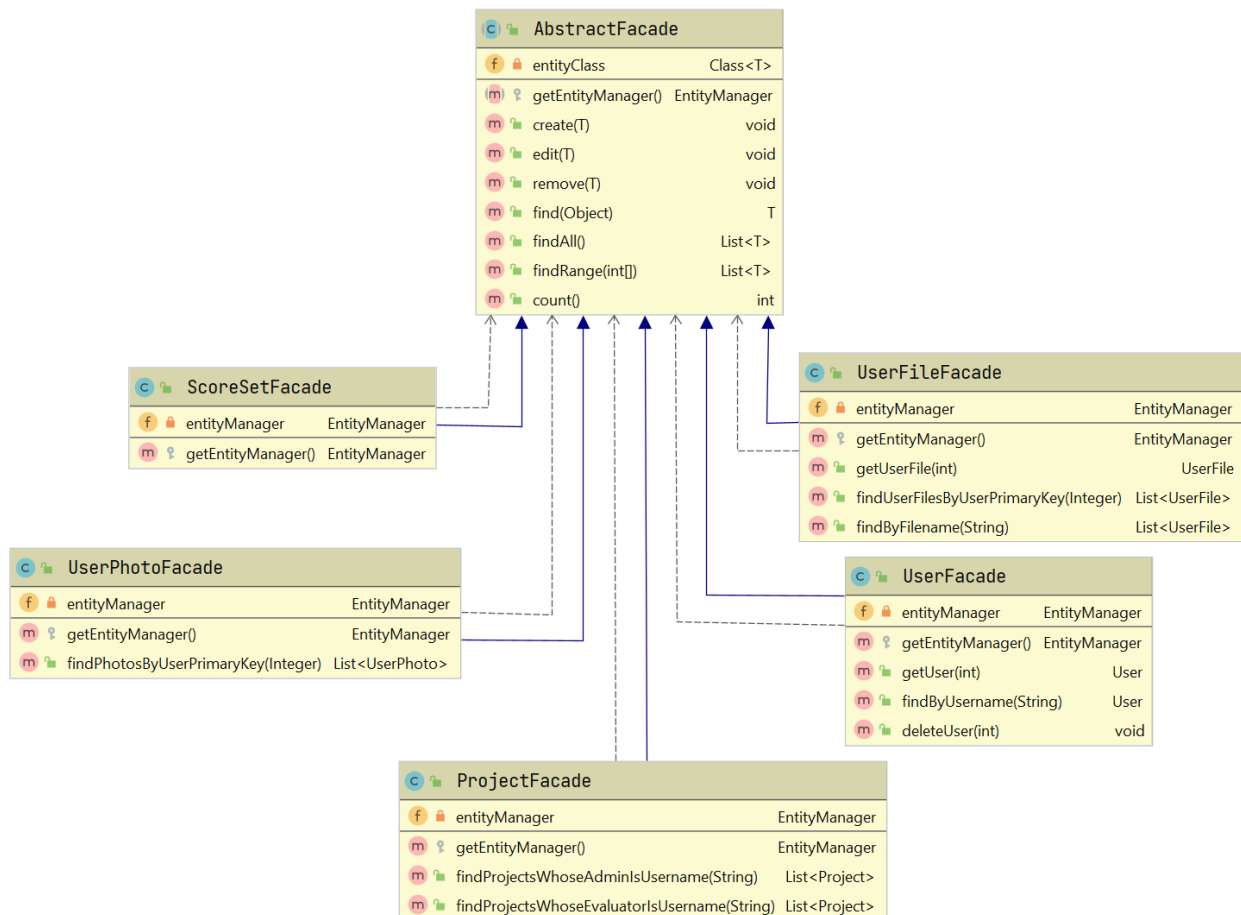 AbstractFacade
entityClass Class<T>
getEntityManager() EntityManager
create(T) void
edit(T) void
remove(T) void
find(Object) T
findAll() List<T>
findRange(int[]) List<T>
count() int
ScoreSetFacade
entityManager EntityManager
getEntityManager() EntityManager
UserFileFacade
entityManager EntityManager
getEntityManager() EntityManager
getUserFile(int) UserFile
findUserFilesByUserPrimaryKey(Integer) List<UserFile>
findByFilename(String) List<UserFile>
UserPhotoFacade
entityManager EntityManager
getEntityManager() EntityManager
findPhotosByUserPrimaryKey(Integer) List<UserPhoto>
UserFacade
entityManager EntityManager
getEntityManager() EntityManager
getUser(int) User
findByUsername(String) User
deleteUser(int) void
ProjectFacade
entityManager EntityManager
getEntityManager() EntityManager
findProjectsWhoseAdminIsUsername(String) List<Project>
findProjectsWhoseEvaluatorIsUsername(String) List<Project>